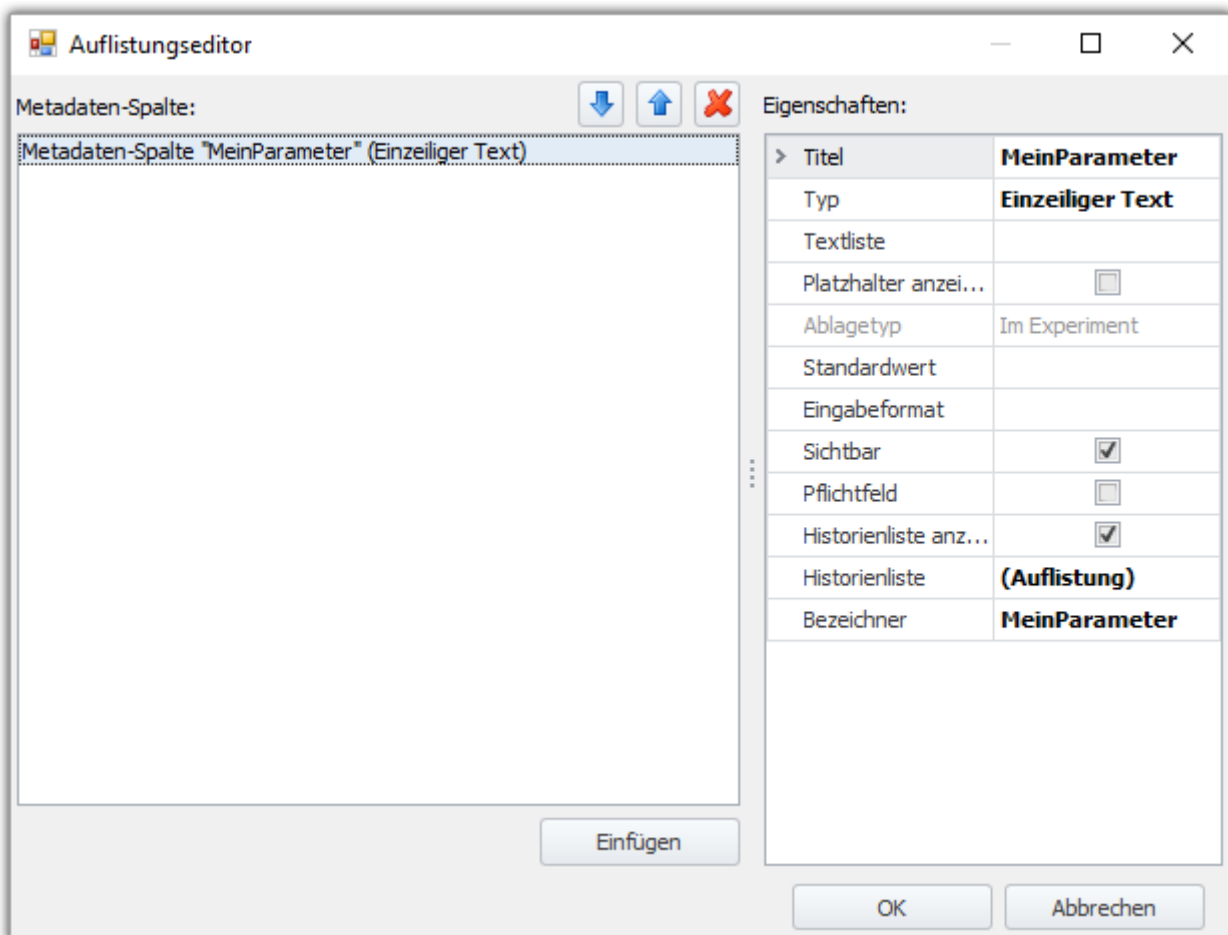 Auflistungseditor
Metadaten-Spalte:
Eigenschaften:
Metadaten-Spalte "MeinParameter" (Einzeiliger Text)
Titel MeinParameter
Typ Einzeiliger Text
Textliste
Platzhalter anzei...
Ablagetyp Im Experiment
Standardwert
Eingabeformat
Sichtbar
Pflichtfeld
Historienliste anz...
Historienliste (Auflistung)
Bezeichner MeinParameter
Einfügen
OK Abbrechen